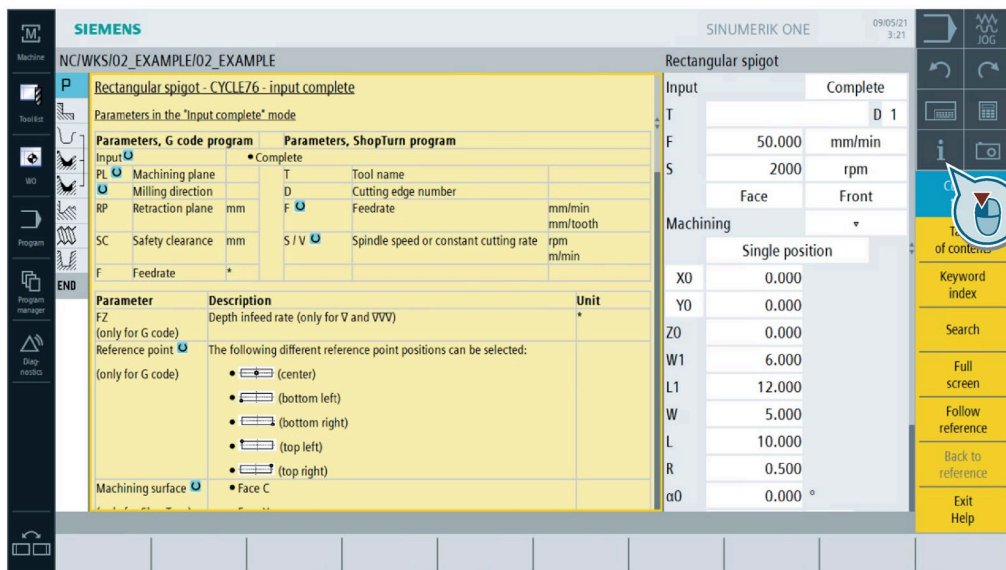 SIEMENS
SINUMERIK ONE
09/05/21
3:21
M
Machine
Tool list
WO
Program
Program
manager
Diag-
nostics
JOG
NC/WKS/02_EXAMPLE/02_EXAMPLE
P
END
Rectangular spigot - CYCLE76 - input complete
Parameters in the "Input complete" mode
Parameters, G code program Parameters, ShopTurn program
Input • Complete
PL Machining plane T Tool name
Milling direction D Cutting edge number
RP Retraction plane mm F Feedrate mm/min
mm/tooth
SC Safety clearance mm S / V Spindle speed or constant cutting rate rpm
m/min
F Feedrate *
Parameter Description Unit
FZ Depth infeed rate (only for ∇ and ∇∇∇) *
(only for G code)
Reference point The following different reference point positions can be selected:
(only for G code) • (center)
• (bottom left)
• (bottom right)
• (top left)
• (top right)
Machining surface • Face C
Rectangular spigot
Input Complete
T D 1
F 50.000 mm/min
S 2000 rpm
Face Front
Machining ∇
Single position
X0 0.000
Y0 0.000
Z0 0.000
W1 6.000
L1 12.000
W 5.000
L 10.000
R 0.500
α0 0.000 °
i
of contents
Keyword
index
Search
Full
screen
Follow
reference
Back to
reference
Exit
Help